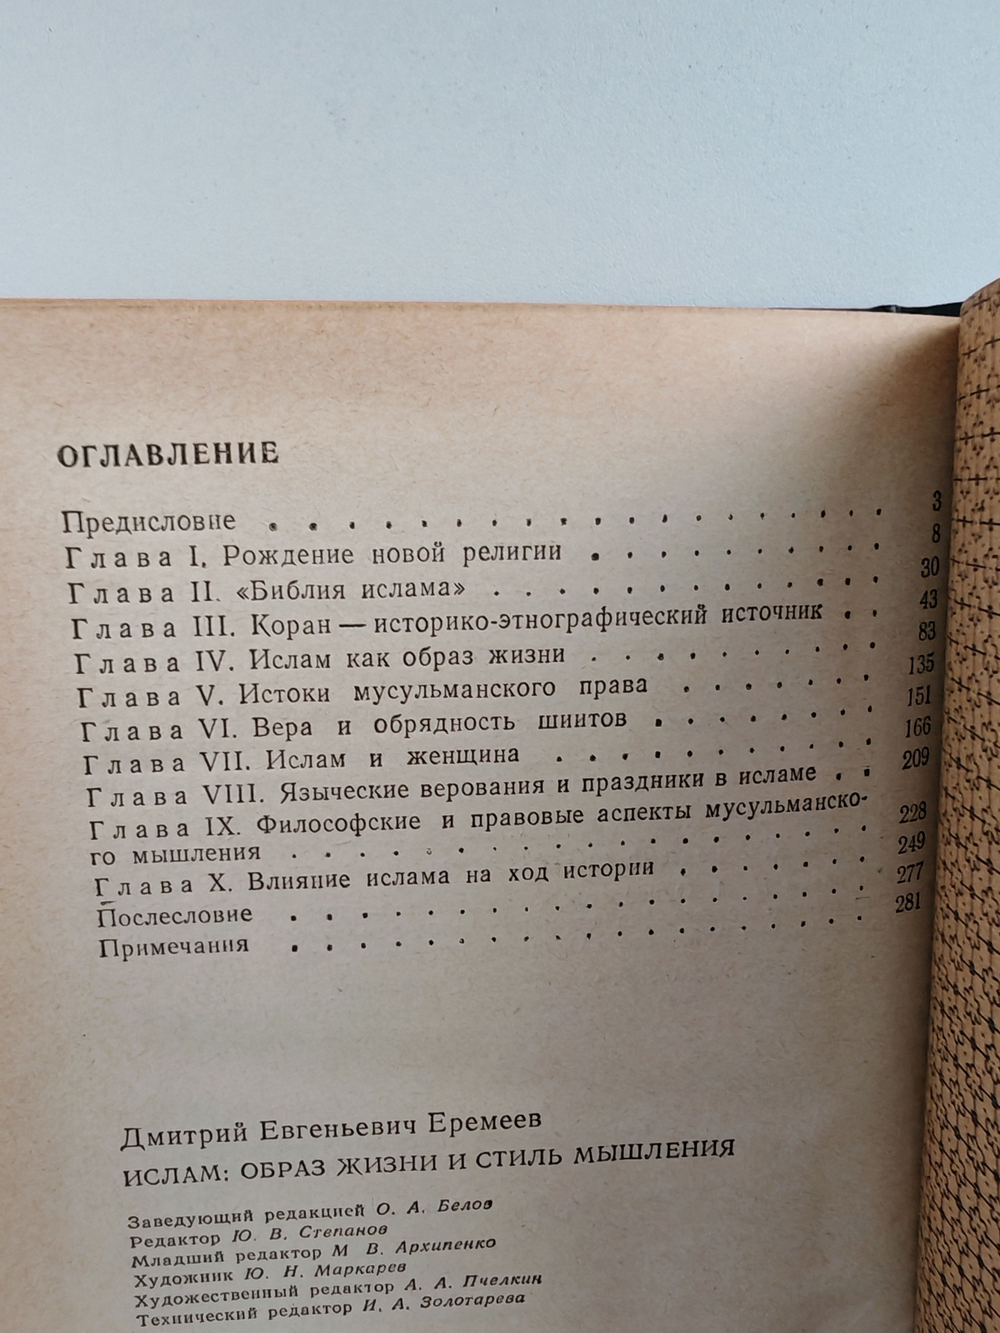 ОГЛАВЛЕНИЕ
Предисловие . . . . . . . . . . . . . . . . . . 3
Глава I. Рождение новой религии . . . . . . . . . 8
Глава II. «Библия ислама» . . . . . . . . . . . . 30
Глава III. Коран — историко-этнографический источник . . 43
Глава IV. Ислам как образ жизни . . . . . . . . . 83
Глава V. Истоки мусульманского права . . . . . . . 135
Глава VI. Вера и обрядность шиитов . . . . . . . 151
Глава VII. Ислам и женщина . . . . . . . . . . 166
Глава VIII. Языческие верования и праздники в исламе . . 209
Глава IX. Философские и правовые аспекты мусульманско-
го мышления . . . . . . . . . . . . . . . . . 228
Глава X. Влияние ислама на ход истории . . . . . . 249
Послесловие . . . . . . . . . . . . . . . . . 277
Примечания . . . . . . . . . . . . . . . . . 281
Дмитрий Евгеньевич Еремеев
ИСЛАМ: ОБРАЗ ЖИЗНИ И СТИЛЬ МЫШЛЕНИЯ
Заведующий редакцией О. А. Белов
Редактор Ю. В. Степанов
Младший редактор М В. Архипенко
Художник Ю. Н. Маркарев
Художественный редактор А. А. Пчелкин
Технический редактор И. А. Золотарева